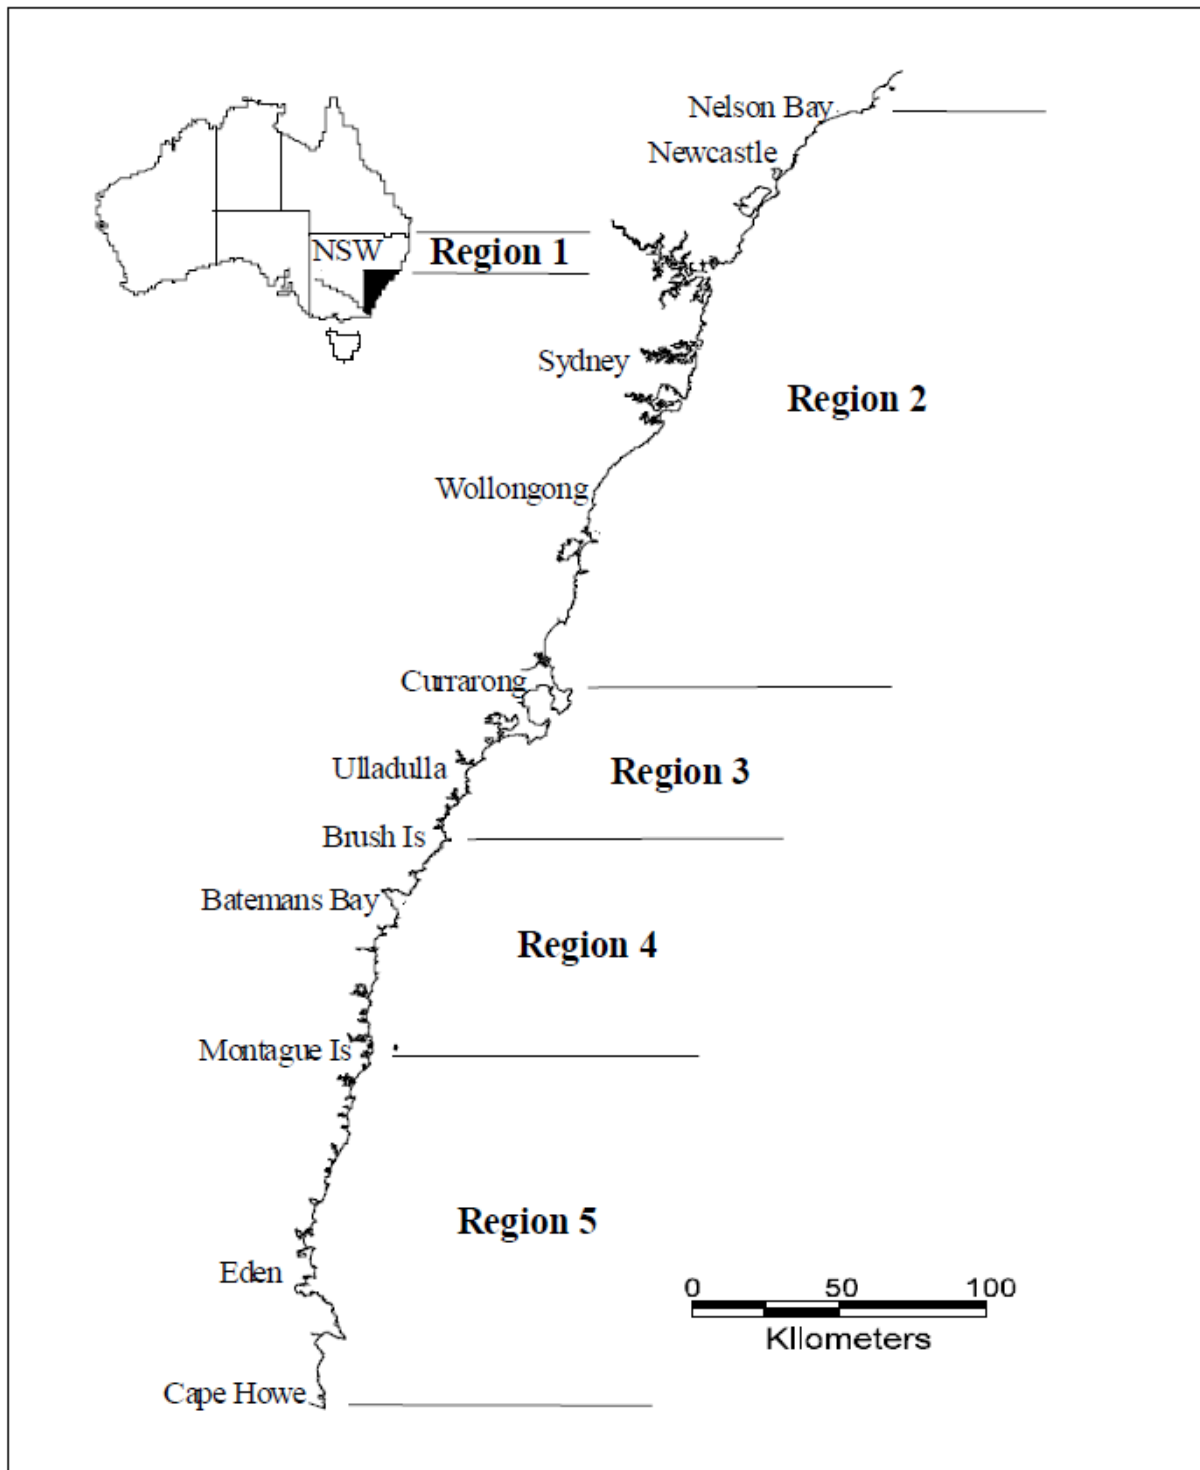 Nelson Bay
Newcastle
NSW
Region 1
Sydney
Region 2
Wollongong
Currarong
Ulladulla
Region 3
Brush Is
Batemans Bay
Region 4
Montague Is
Region 5
Eden
0 50 100
KIlometers
Cape Howe